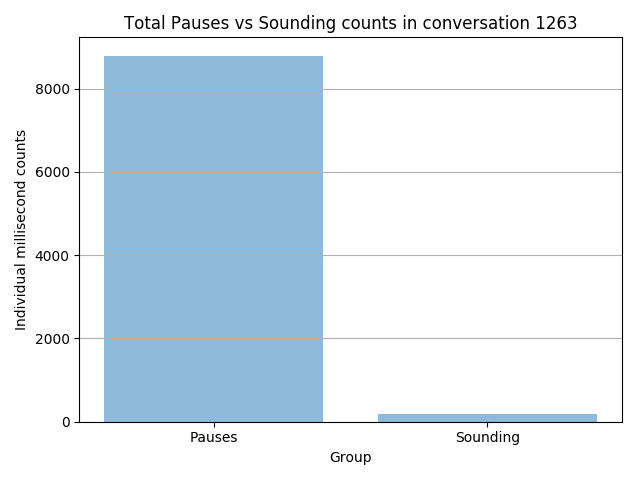 Total Pauses vs Sounding counts in conversation 1263
Individual millisecond counts
8000
6000
4000
2000
0
Pauses
Sounding
Group